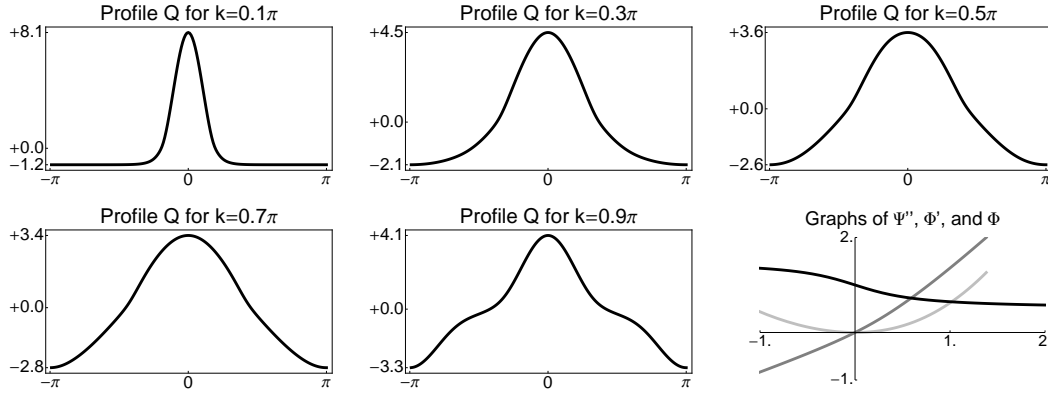 Profile Q for k=0.1π
+8.1
+0.0
−1.2
−π 0 π
Profile Q for k=0.3π
+4.5
+0.0
−2.1
−π 0 π
Profile Q for k=0.5π
+3.6
+0.0
−2.6
−π 0 π
Profile Q for k=0.7π
+3.4
+0.0
−2.8
−π 0 π
Profile Q for k=0.9π
+4.1
+0.0
−3.3
−π 0 π
Graphs of Ψ'', Φ', and Φ
2.
−1. 1. 2
−1.